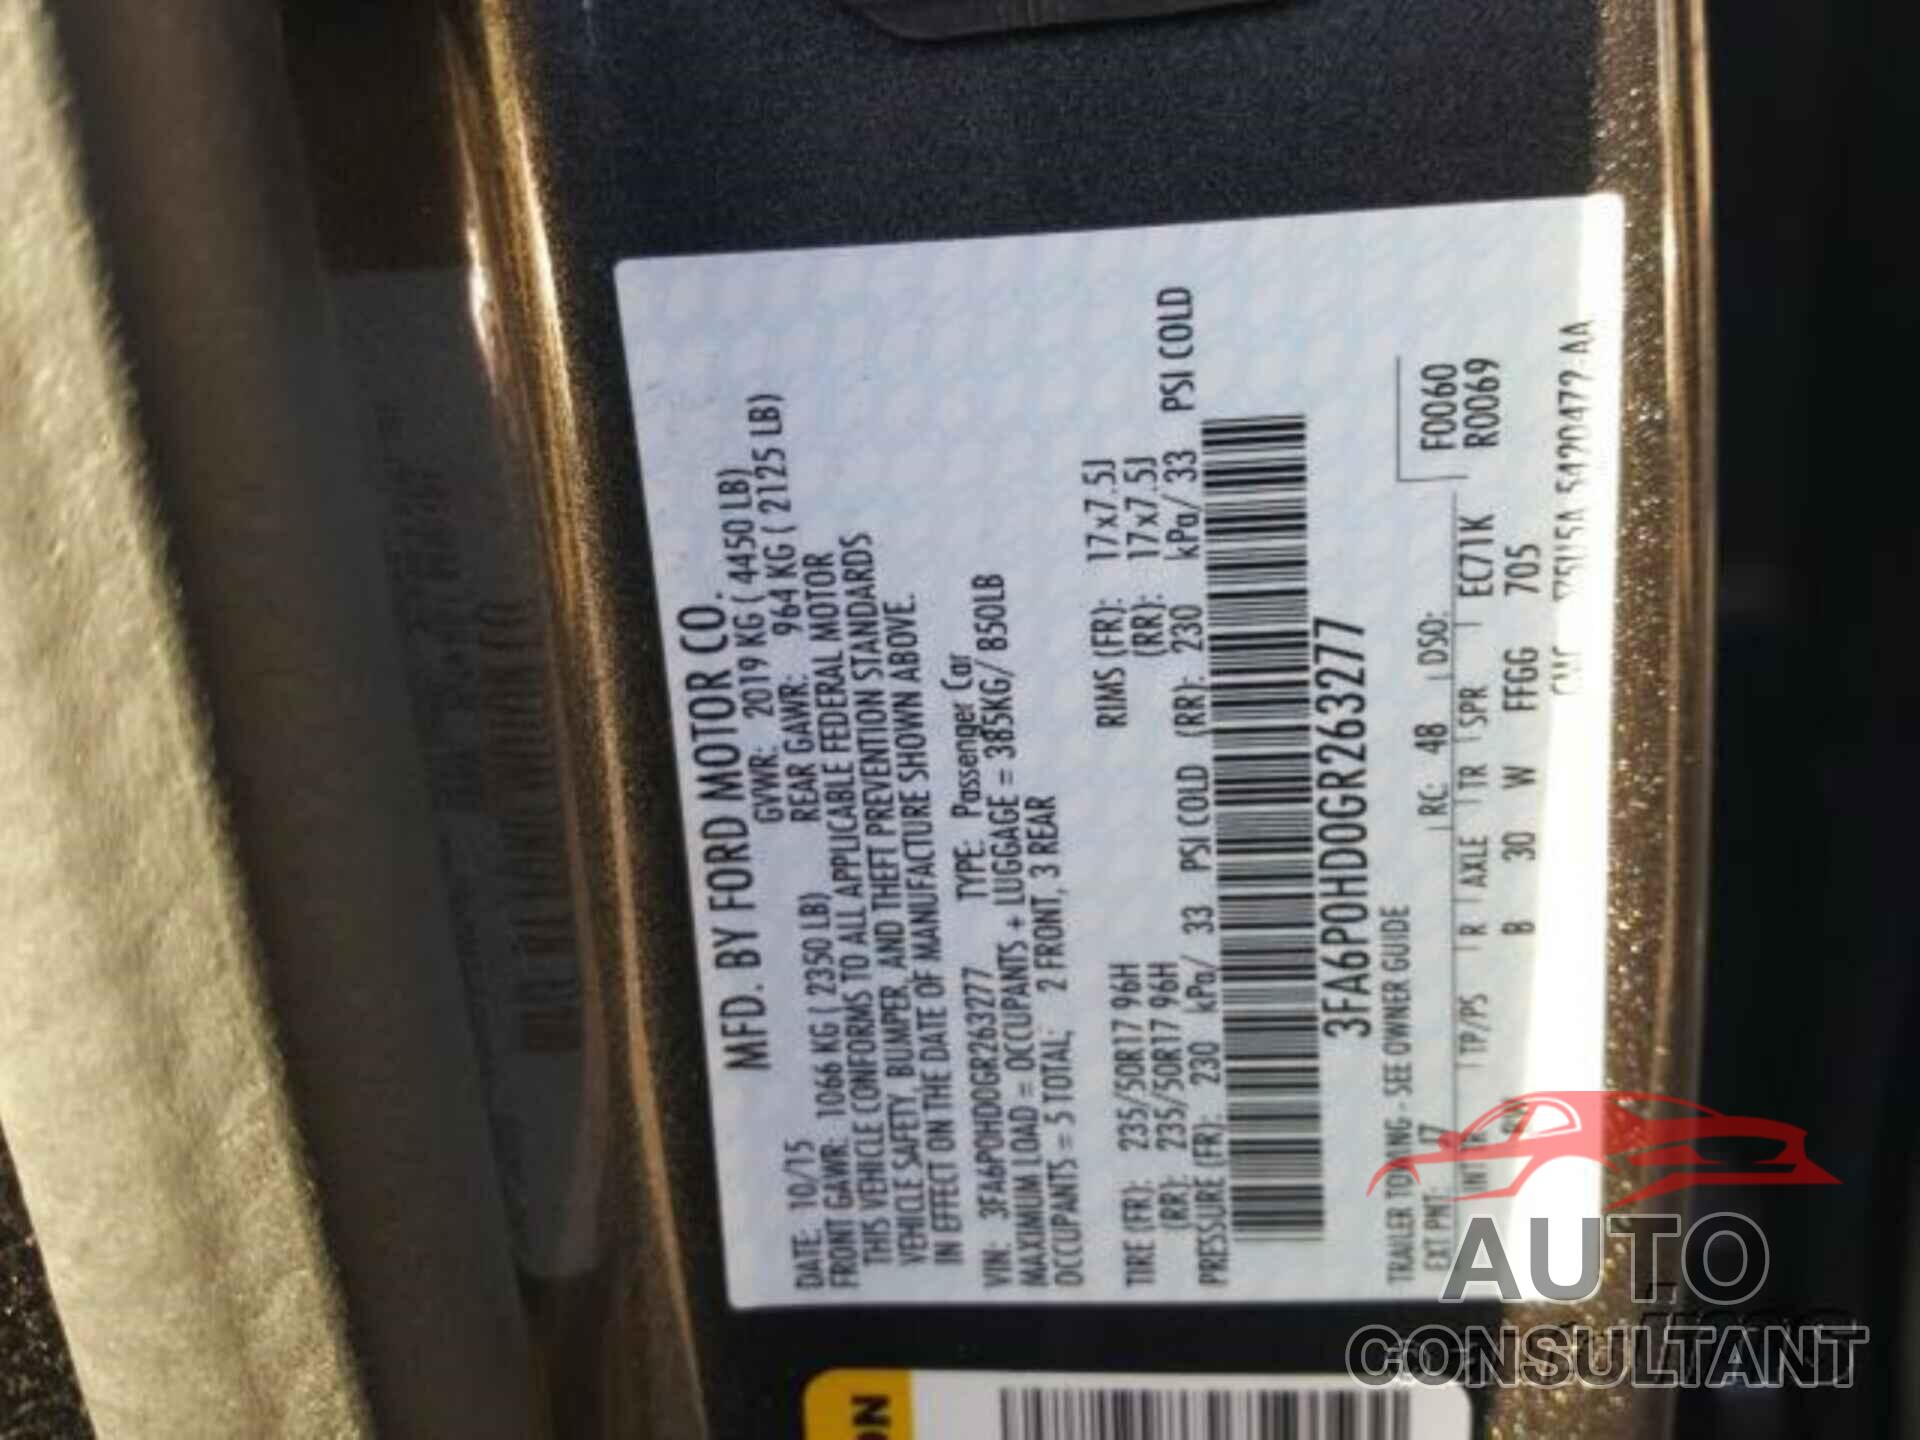 MFD. BY FORD MOTOR CO.
DATE: 10/15 GVWR: 2019 KG ( 4450 LB)
FRONT GAWR: 1066 KG ( 2350 LB) REAR GAWR: 964 KG ( 2125 LB)
THIS VEHICLE CONFORMS TO ALL APPLICABLE FEDERAL MOTOR
VEHICLE SAFETY, BUMPER, AND THEFT PREVENTION STANDARDS
IN EFFECT ON THE DATE OF MANUFACTURE SHOWN ABOVE.
VIN: 3FA6P0HD0GR263277 TYPE: Passenger Car
MAXIMUM LOAD = OCCUPANTS + LUGGAGE = 385KG/ 850LB
OCCUPANTS = 5 TOTAL: 2 FRONT, 3 REAR
TIRE (FR): 235/50R17 96H RIMS (FR): 17x7.5J
(RR): 235/50R17 96H (RR): 17x7.5J
PRESSURE (FR): 230 kPa/ 33 PSI COLD (RR): 230 kPa/ 33 PSI COLD
3FA6P0HD0GR263277
TRAILER TOWING - SEE OWNER GUIDE
EXT PNT: J7 RC: 48 DSO: F0060
INT TR TP/PS R AXLE TR SPR EC71K R0069
B 30 W FFGG 705
5420472-AA
ON
AUTO
CONSULTANT